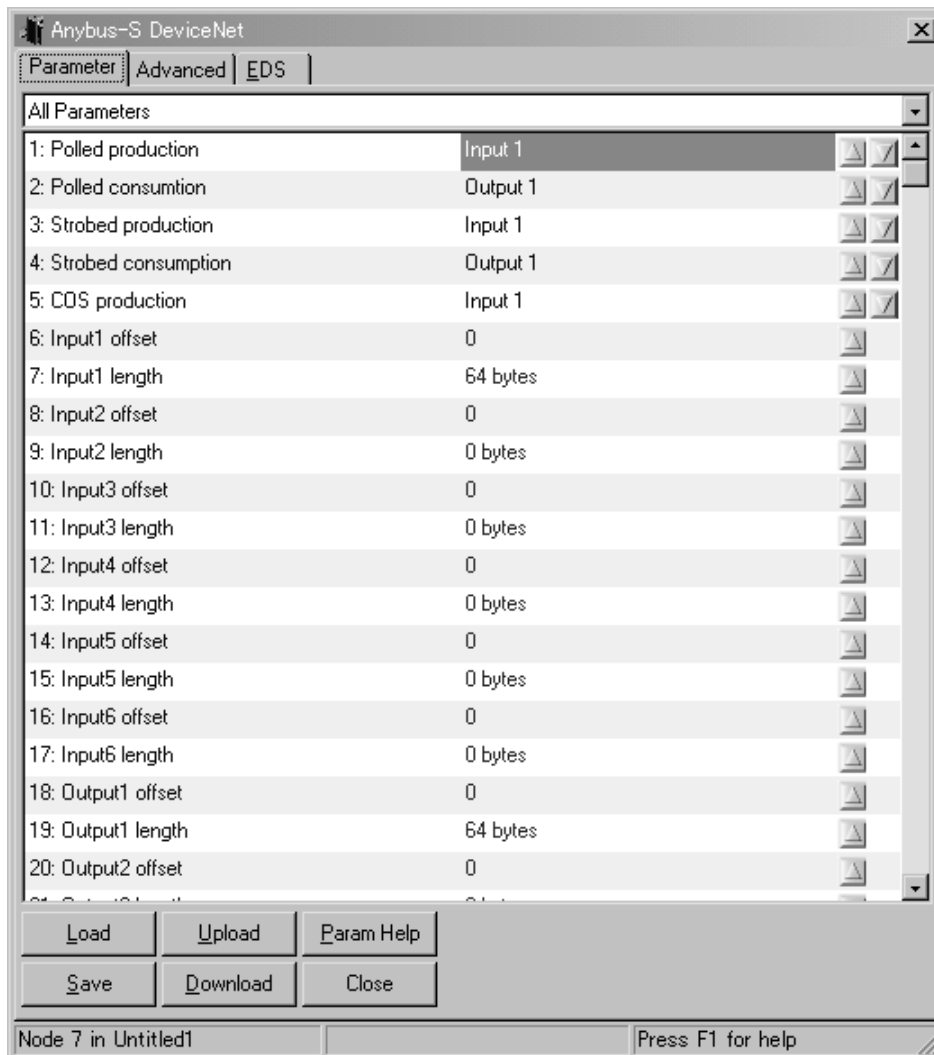 Anybus-S DeviceNet
Parameter Advanced EDS
All Parameters
1: Polled production Input 1
2: Polled consumtion Output 1
3: Strobed production Input 1
4: Strobed consumption Output 1
5: COS production Input 1
6: Input1 offset 0
7: Input1 length 64 bytes
8: Input2 offset 0
9: Input2 length 0 bytes
10: Input3 offset 0
11: Input3 length 0 bytes
12: Input4 offset 0
13: Input4 length 0 bytes
14: Input5 offset 0
15: Input5 length 0 bytes
16: Input6 offset 0
17: Input6 length 0 bytes
18: Output1 offset 0
19: Output1 length 64 bytes
20: Output2 offset 0
Load Upload Param Help
Save Download Close
Node 7 in Untitled1 Press F1 for help